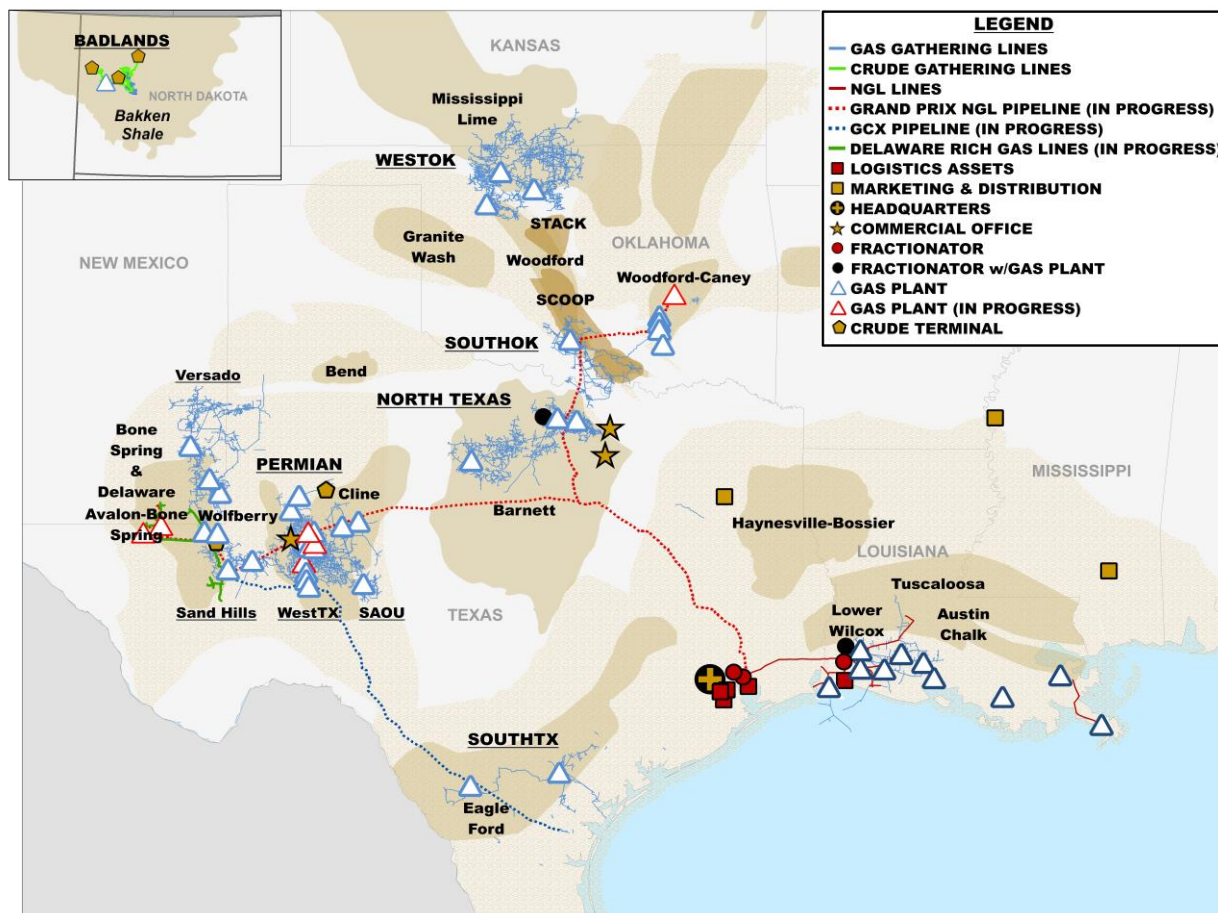 BADLANDS
NORTH DAKOTA
Bakken
Shale
KANSAS
Mississippi
Lime
WESTOK
STACK
Granite
Wash
Woodford
OKLAHOMA
NEW MEXICO
Woodford-Caney
SCOOP
SOUTHOK
Bend
Versado
NORTH TEXAS
Bone
Spring
&
Delaware
PERMIAN
Cline
Avalon-Bone
Spring
Wolfberry
Barnett
Haynesville-Bossier
MISSISSIPPI
LOUISIANA
Tuscaloosa
Sand Hills
WestTX
SAOU
TEXAS
Lower
Wilcox
Austin
Chalk
SOUTHTX
Eagle
Ford
LEGEND
GAS GATHERING LINES
CRUDE GATHERING LINES
NGL LINES
GRAND PRIX NGL PIPELINE (IN PROGRESS)
GCX PIPELINE (IN PROGRESS)
DELAWARE RICH GAS LINES (IN PROGRESS)
LOGISTICS ASSETS
MARKETING & DISTRIBUTION
HEADQUARTERS
COMMERCIAL OFFICE
FRACTIONATOR
FRACTIONATOR w/GAS PLANT
GAS PLANT
GAS PLANT (IN PROGRESS)
CRUDE TERMINAL